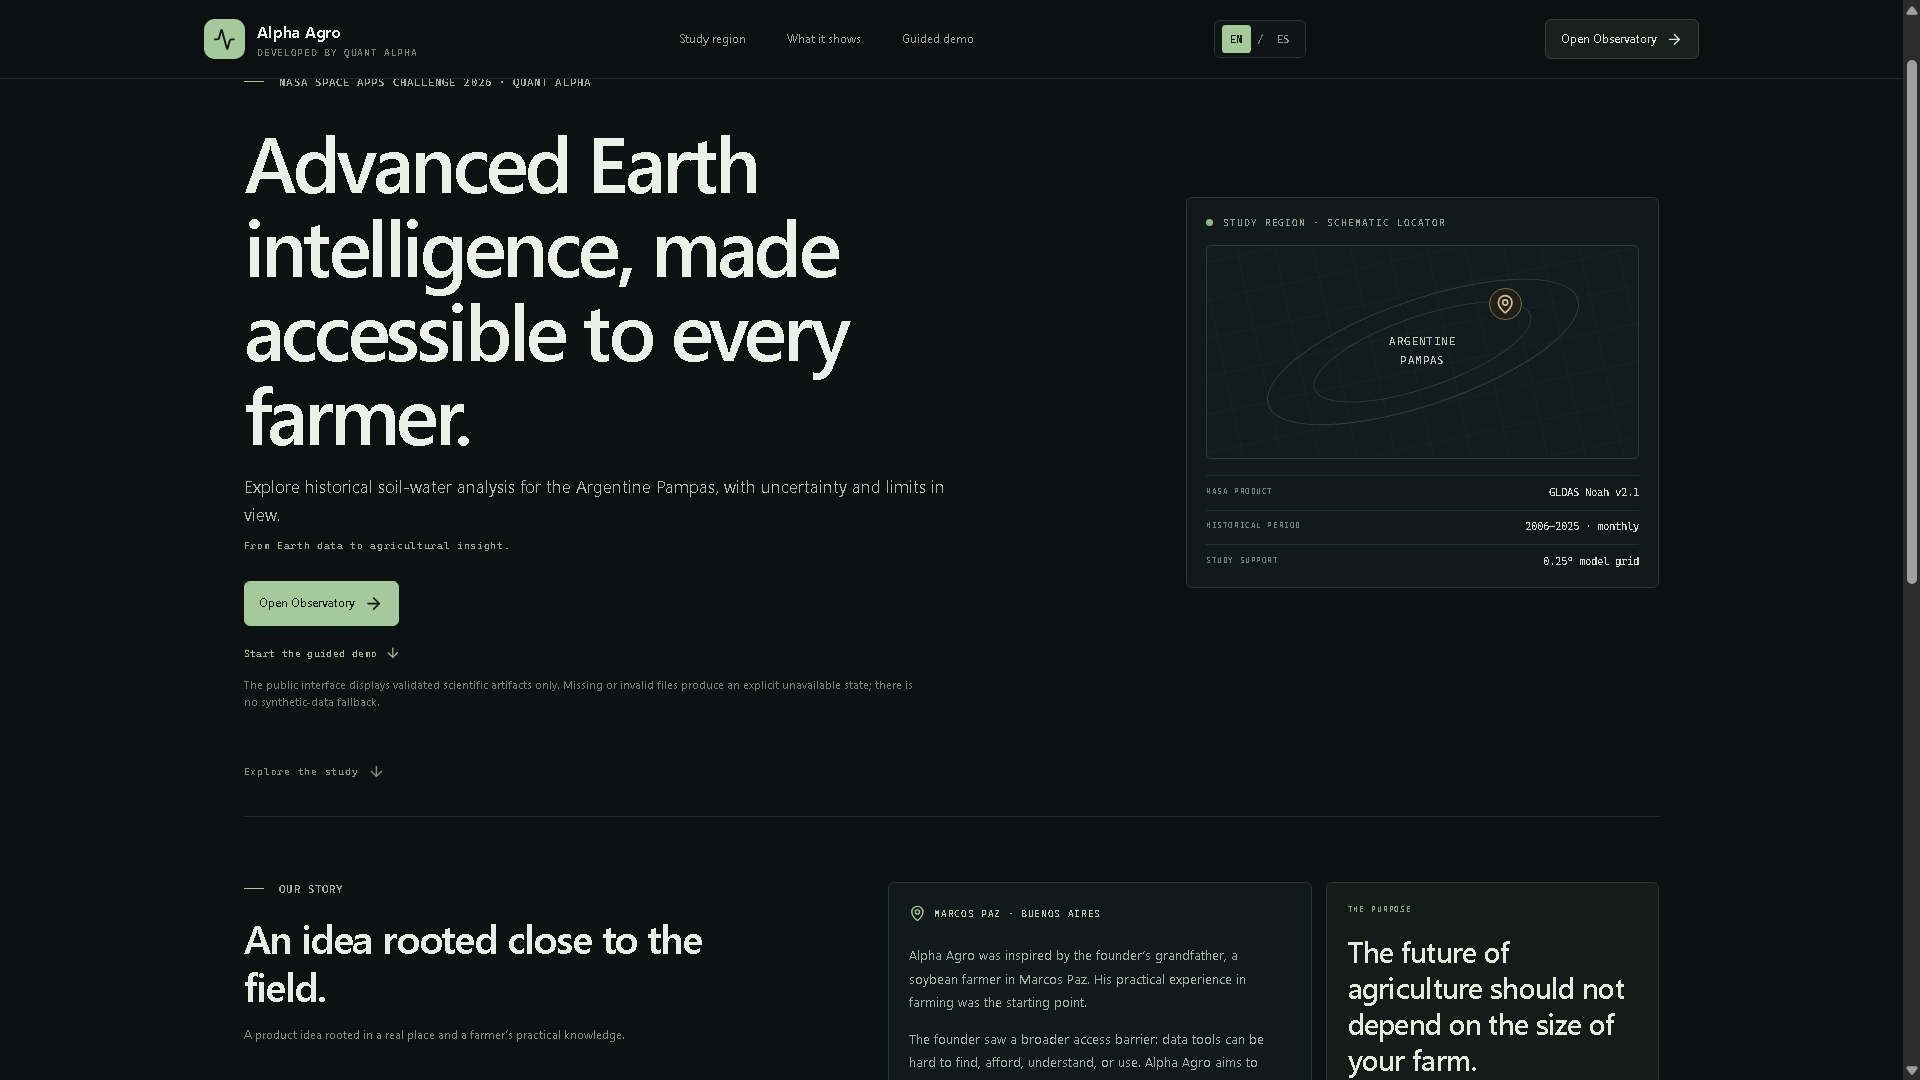 Alpha Agro
DEVELOPED BY QUANT ALPHA
Study region
What it shows
Guided demo
EN / ES
Open Observatory
NASA SPACE APPS CHALLENGE 2026 · QUANT ALPHA
Advanced Earth
intelligence, made
accessible to every
farmer.
Explore historical soil-water analysis for the Argentine Pampas, with uncertainty and limits in
view.
From Earth data to agricultural insight.
Open Observatory
Start the guided demo
The public interface displays validated scientific artifacts only. Missing or invalid files produce an explicit unavailable state; there is
no synthetic-data fallback.
Explore the study
STUDY REGION · SCHEMATIC LOCATOR
ARGENTINE
PAMPAS
NASA PRODUCT
GLDAS Noah v2.1
HISTORICAL PERIOD
2006–2025 · monthly
STUDY SUPPORT
0.25° model grid
OUR STORY
An idea rooted close to the
field.
A product idea rooted in a real place and a farmer’s practical knowledge.
MARCOS PAZ · BUENOS AIRES
Alpha Agro was inspired by the founder’s grandfather, a
soybean farmer in Marcos Paz. His practical experience in
farming was the starting point.
The founder saw a broader access barrier: data tools can be
hard to find, afford, understand, or use. Alpha Agro aims to
THE PURPOSE
The future of
agriculture should not
depend on the size of
your farm.